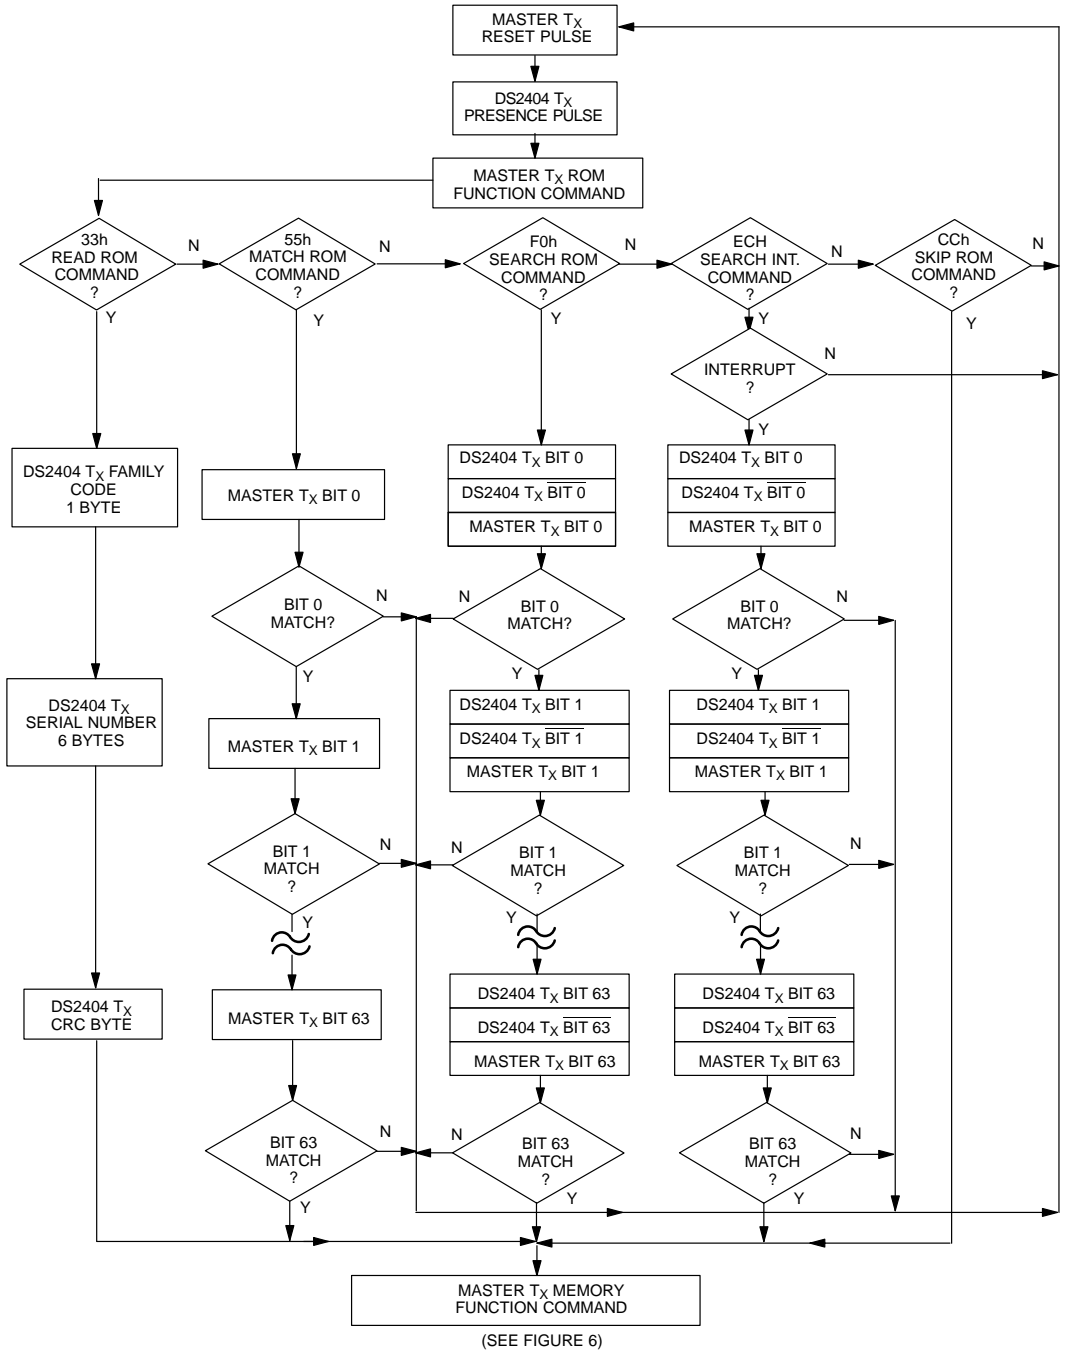 MASTER TX
RESET PULSE
DS2404 TX
PRESENCE PULSE
MASTER TX ROM
FUNCTION COMMAND
33h
READ ROM
COMMAND
?
N
Y
55h
MATCH ROM
COMMAND
?
N
Y
F0h
SEARCH ROM
COMMAND
?
N
Y
ECH
SEARCH INT.
COMMAND
?
N
Y
CCh
SKIP ROM
COMMAND
?
N
Y
INTERRUPT
?
N
Y
DS2404 TX FAMILY
CODE
1 BYTE
MASTER TX BIT 0
DS2404 TX BIT 0
DS2404 TX BIT 0
MASTER TX BIT 0
DS2404 TX BIT 0
DS2404 TX BIT 0
MASTER TX BIT 0
BIT 0
MATCH?
N
Y
BIT 0
MATCH?
N
Y
BIT 0
MATCH?
N
Y
DS2404 TX
SERIAL NUMBER
6 BYTES
MASTER TX BIT 1
DS2404 TX BIT 1
DS2404 TX BIT 1
MASTER TX BIT 1
DS2404 TX BIT 1
DS2404 TX BIT 1
MASTER TX BIT 1
BIT 1
MATCH
?
N
Y
BIT 1
MATCH
?
N
Y
BIT 1
MATCH
?
N
Y
DS2404 TX
CRC BYTE
MASTER TX BIT 63
DS2404 TX BIT 63
DS2404 TX BIT 63
MASTER TX BIT 63
DS2404 TX BIT 63
DS2404 TX BIT 63
MASTER TX BIT 63
BIT 63
MATCH
?
N
Y
BIT 63
MATCH
?
N
Y
BIT 63
MATCH
?
N
Y
MASTER TX MEMORY
FUNCTION COMMAND
(SEE FIGURE 6)